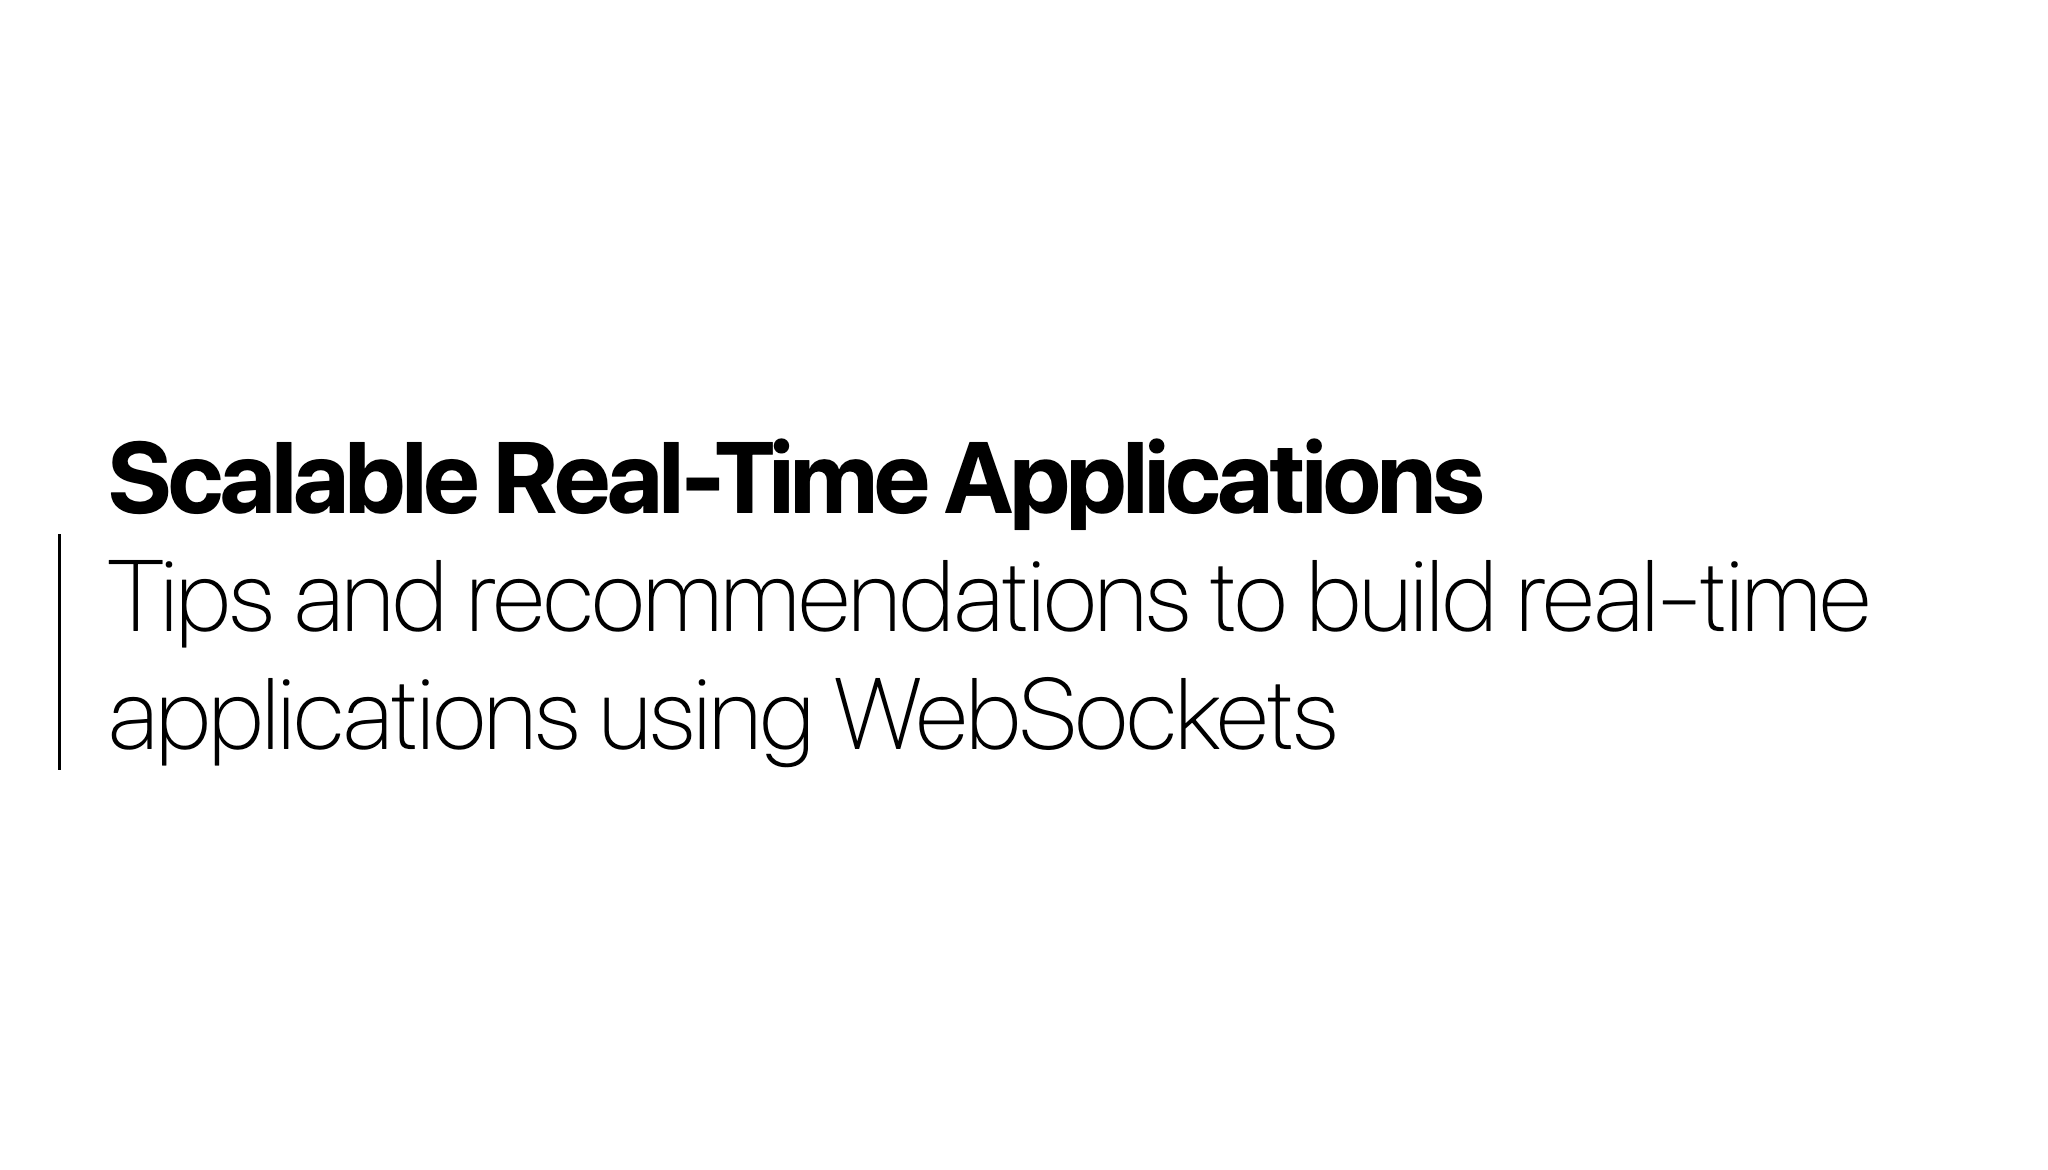 Scalable Real-Time Applications
Tips and recommendations to build real-time
applications using WebSockets